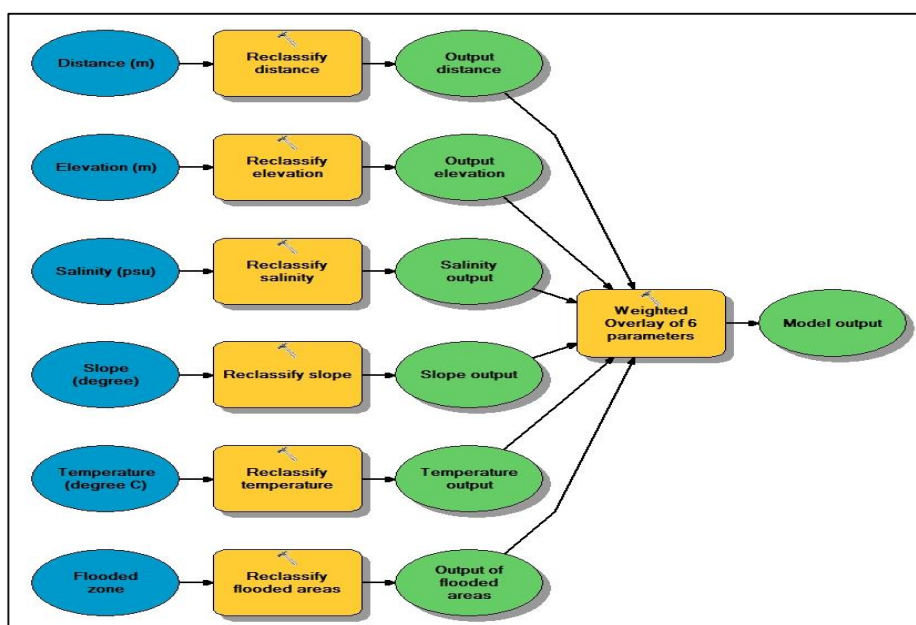 Distance (m)
Reclassify
distance
Output
distance
Elevation (m)
Reclassify
elevation
Output
elevation
Salinity (psu)
Reclassify
salinity
Salinity
output
Weighted
Overlay of 6
parameters
Model output
Slope
(degree)
Reclassify slope
Slope output
Temperature
(degree C)
Reclassify
temperature
Temperature
output
Flooded
zone
Reclassify
flooded areas
Output of
flooded
areas